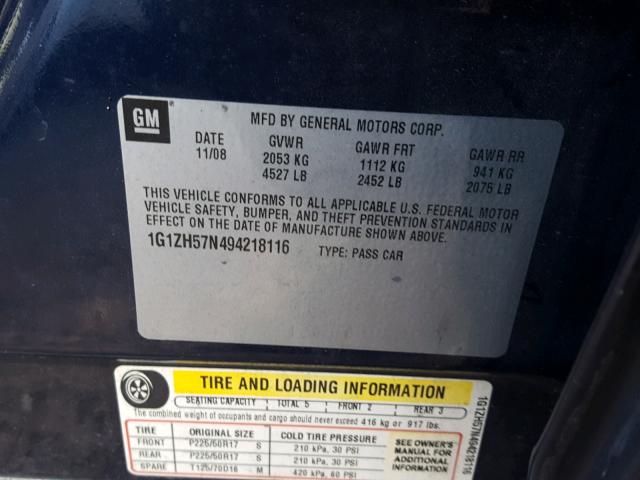 GM
MFD BY GENERAL MOTORS CORP.
DATE GVWR GAWR FRT GAWR RR
11/08 2053 KG 1112 KG 941 KG
4527 LB 2452 LB 2075 LB
THIS VEHICLE CONFORMS TO ALL APPLICABLE U.S. FEDERAL MOTOR
VEHICLE SAFETY, BUMPER, AND THEFT PREVENTION STANDARDS IN
EFFECT ON THE DATE OF MANUFACTURE SHOWN ABOVE.
1G1ZH57N494218116 TYPE: PASS CAR
TIRE AND LOADING INFORMATION
SEATING CAPACITY TOTAL 5 FRONT 2 REAR 3
The combined weight of occupants and cargo should never exceed 416 kg or 917 lbs.
TIRE ORIGINAL SIZE COLD TIRE PRESSURE
FRONT P225/50R17 S 210 kPa, 30 PSI
REAR P225/50R17 S 210 kPa, 30 PSI
SPARE T125/70D16 M 420 kPa, 60 PSI
SEE OWNER'S
MANUAL FOR
ADDITIONAL
INFORMATION
1G1ZH57N494218116